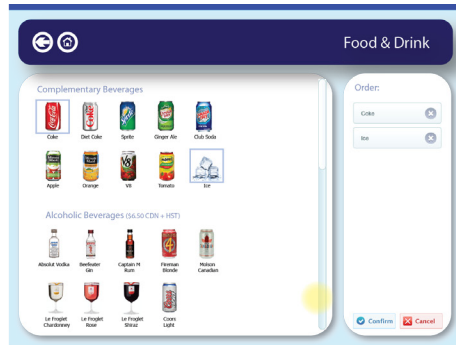 Food & Drink
Complementary Beverages
Coke
Diet Coke
Sprite
Ginger Ale
Club Soda
Apple
Orange
V8
Tomato
Ice
Alcoholic Beverages ($6.50 CDN + HST)
Absolut Vodka
Beefeater
Gin
Captain M
Rum
Fireman
Blonde
Molson
Canadian
Le Froglet
Chardonney
Le Froglet
Rose
Le Froglet
Shiraz
Coors
Light
Order:
Coke
Ice
Confirm
Cancel